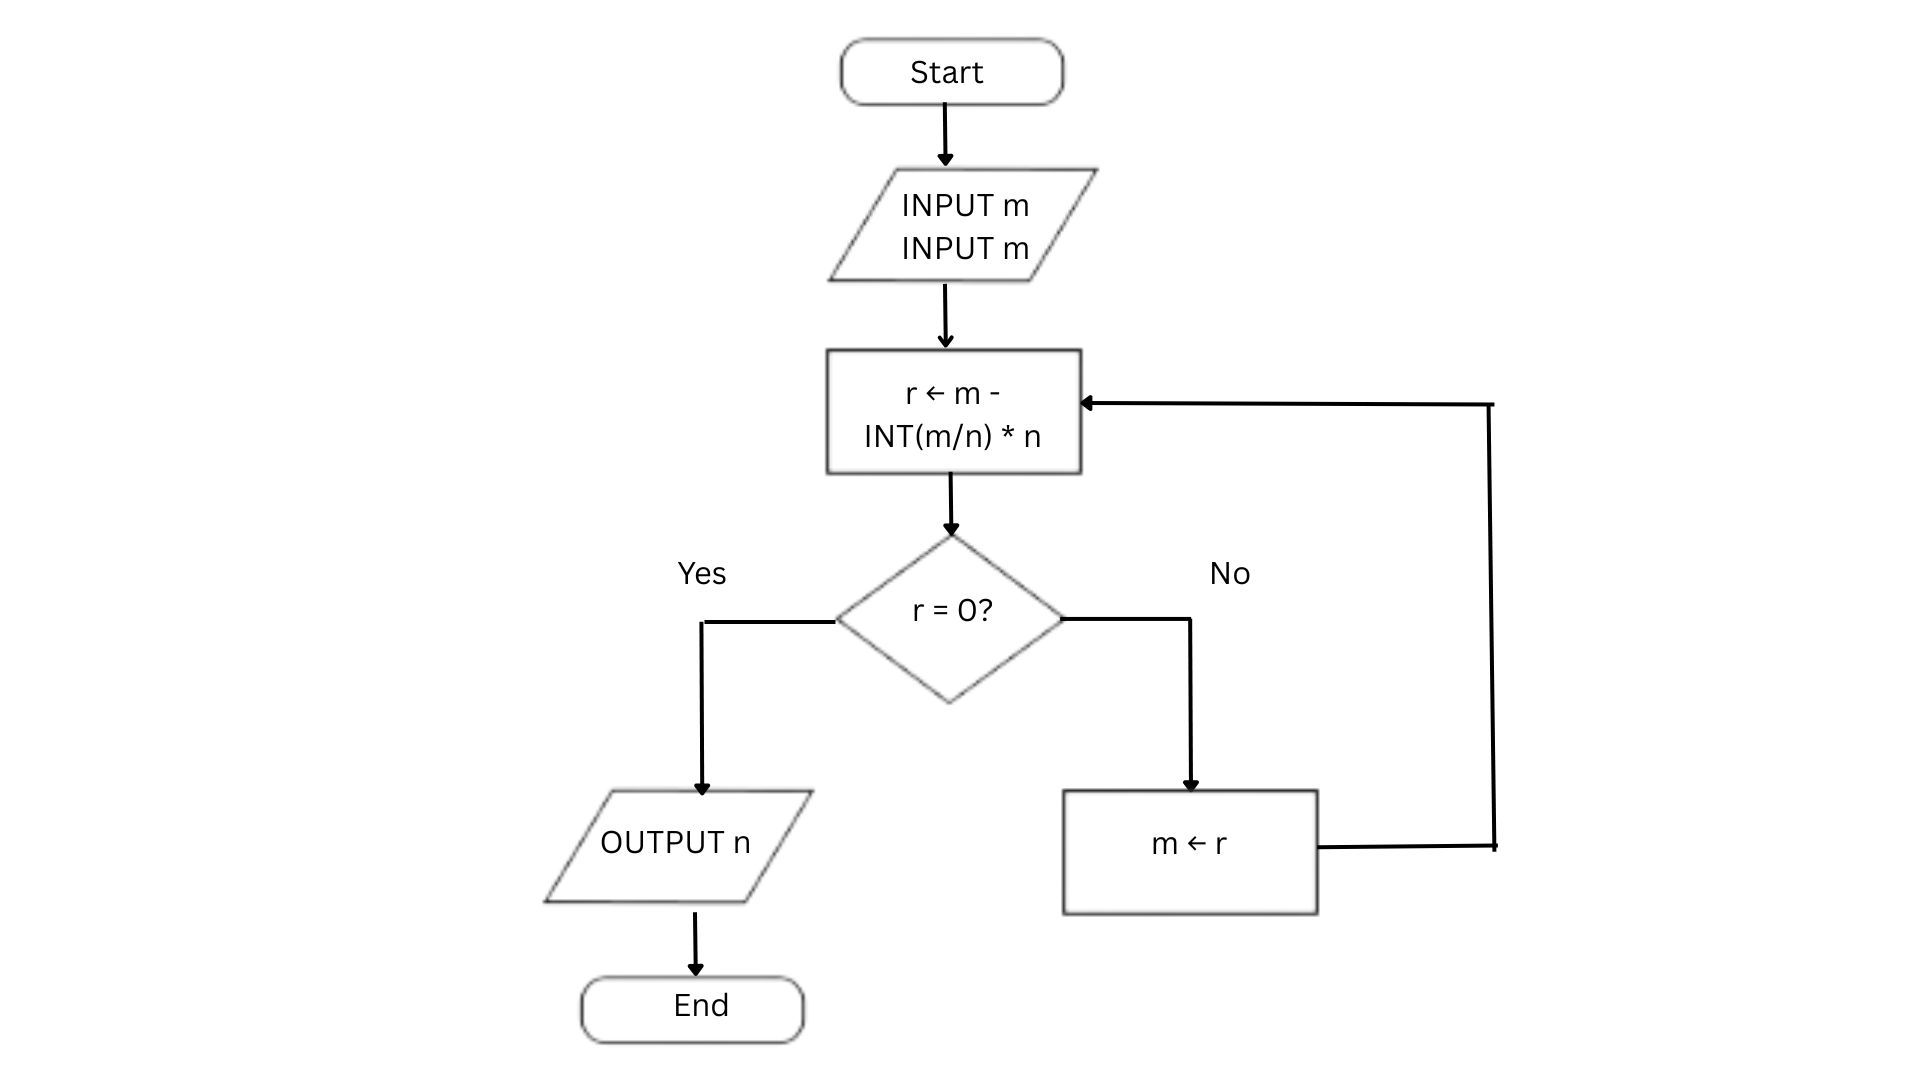 Start
INPUT m
INPUT m
r ← m -
INT(m/n) * n
Yes
No
r = 0?
OUTPUT n
m ← r
End